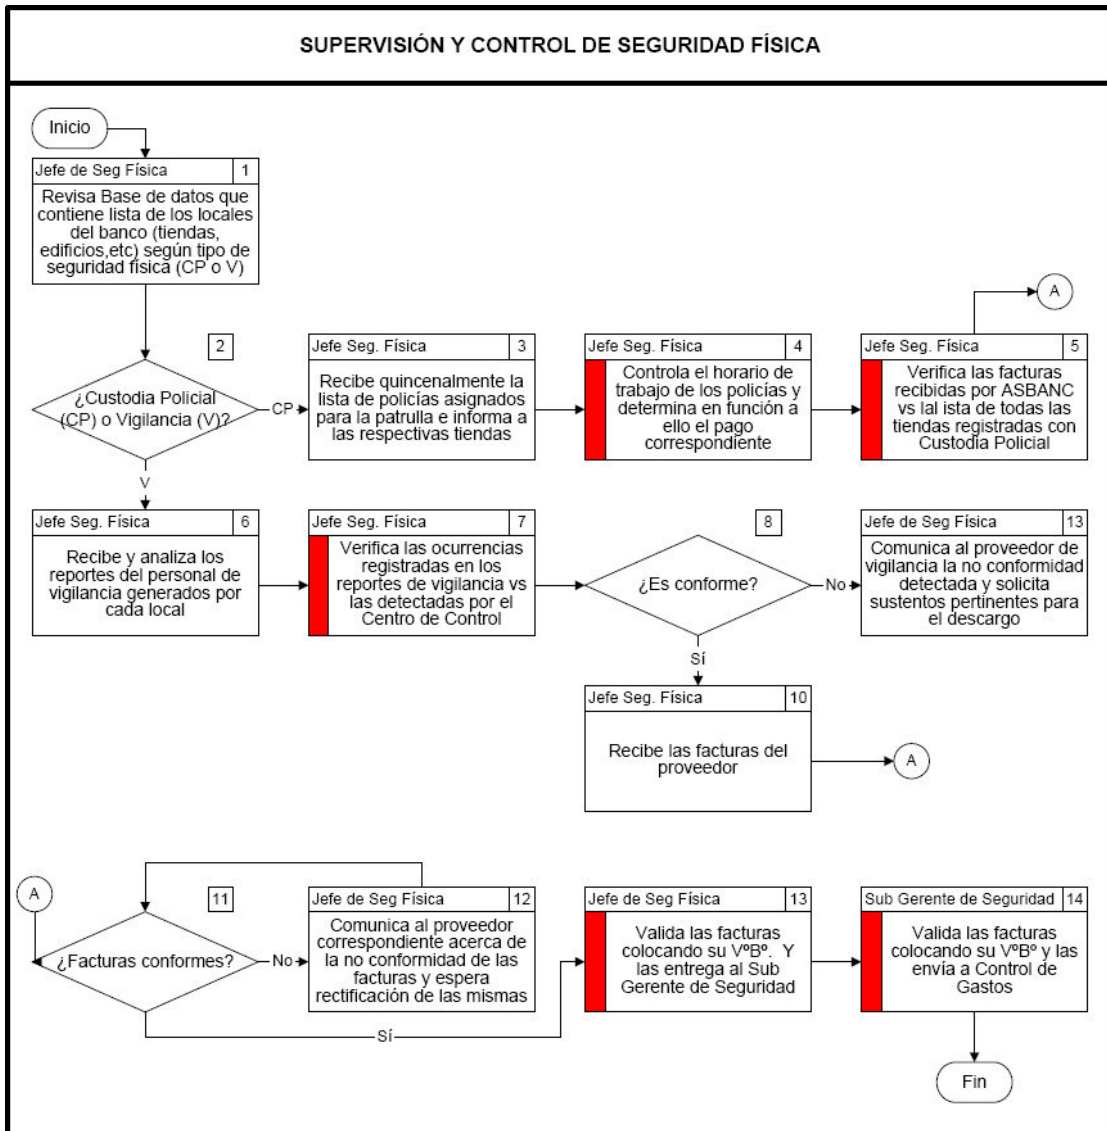 SUPERVISIÓN Y CONTROL DE SEGURIDAD FÍSICA
Inicio
Jefe de Seg Física
1
Revisa Base de datos que
contiene lista de los locales
del banco (tiendas,
edificios,etc) según tipo de
seguridad física (CP o V)
A
2
¿Custodia Policial
(CP) o Vigilancia (V)?
CP
V
Jefe Seg. Física
3
Recibe quincenalmente la
lista de policías asignados
para la patrulla e informa a
las respectivas tiendas
Jefe Seg. Física
4
Controla el horario de
trabajo de los policías y
determina en función a
ello el pago
correspondiente
Jefe Seg. Física
5
Verifica las facturas
recibidas por ASBANC
vs lal ista de todas las
tiendas registradas con
Custodia Policial
Jefe Seg. Física
6
Recibe y analiza los
reportes del personal de
vigilancia generados por
cada local
Jefe Seg. Física
7
Verifica las ocurrencias
registradas en los
reportes de vigilancia vs
las detectadas por el
Centro de Control
8
¿Es conforme?
No
Sí
Jefe de Seg Física
13
Comunica al proveedor de
vigilancia la no conformidad
detectada y solicita
sustentos pertinentes para
el descargo
Jefe Seg. Física
10
Recibe las facturas del
proveedor
A
A
11
¿Facturas conformes?
No
Sí
Jefe de Seg Física
12
Comunica al proveedor
correspondiente acerca de
la no conformidad de las
facturas y espera
rectificación de las mismas
Jefe de Seg Física
13
Valida las facturas
colocando su VºBº. Y
las entrega al Sub
Gerente de Seguridad
Sub Gerente de Seguridad
14
Valida las facturas
colocando su VºBº y las
envía a Control de
Gastos
Fin